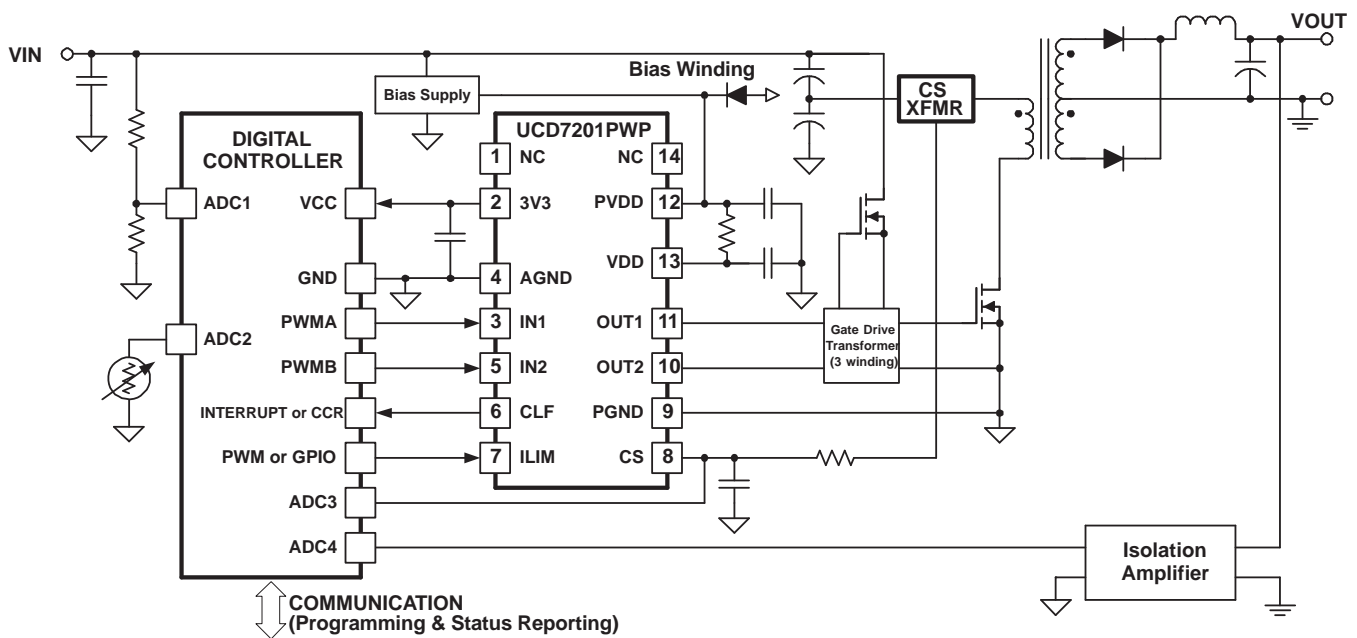 VIN
VOUT
Bias Winding
Bias Supply
CS
XFMR
DIGITAL
CONTROLLER
UCD7201PWP
1 NC
NC 14
ADC1
VCC
2 3V3
PVDD 12
VDD 13
GND
4 AGND
PWMA
3 IN1
OUT1 11
Gate Drive
Transformer
(3 winding)
ADC2
PWMB
5 IN2
OUT2 10
INTERRUPT or CCR
6 CLF
PGND 9
PWM or GPIO
7 ILIM
CS 8
ADC3
ADC4
Isolation
Amplifier
COMMUNICATION
(Programming & Status Reporting)